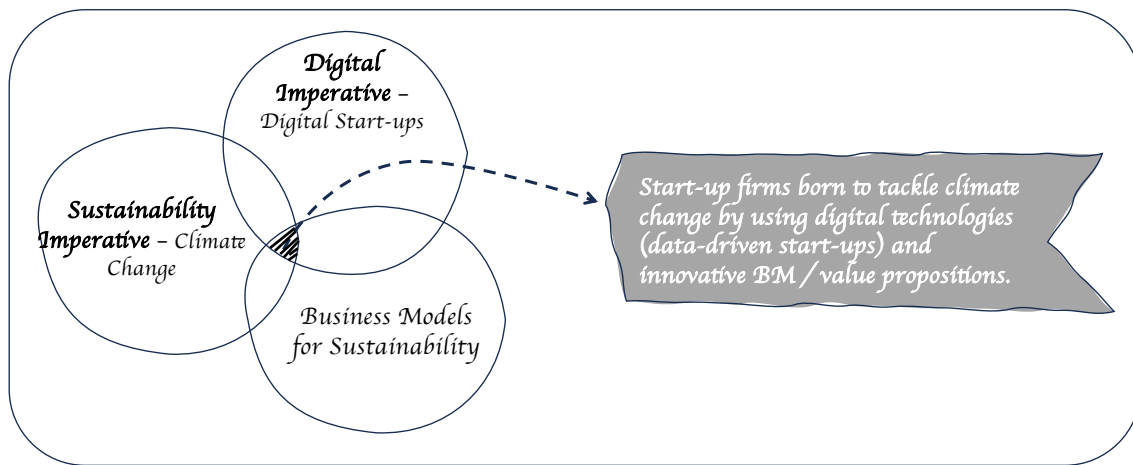 Digital
Imperative –
Digital Start-ups
Sustainability
Imperative – Climate
Change
Business Models
for Sustainability
Start-up firms born to tackle climate
change by using digital technologies
(data-driven start-ups) and
innovative BM / value propositions.